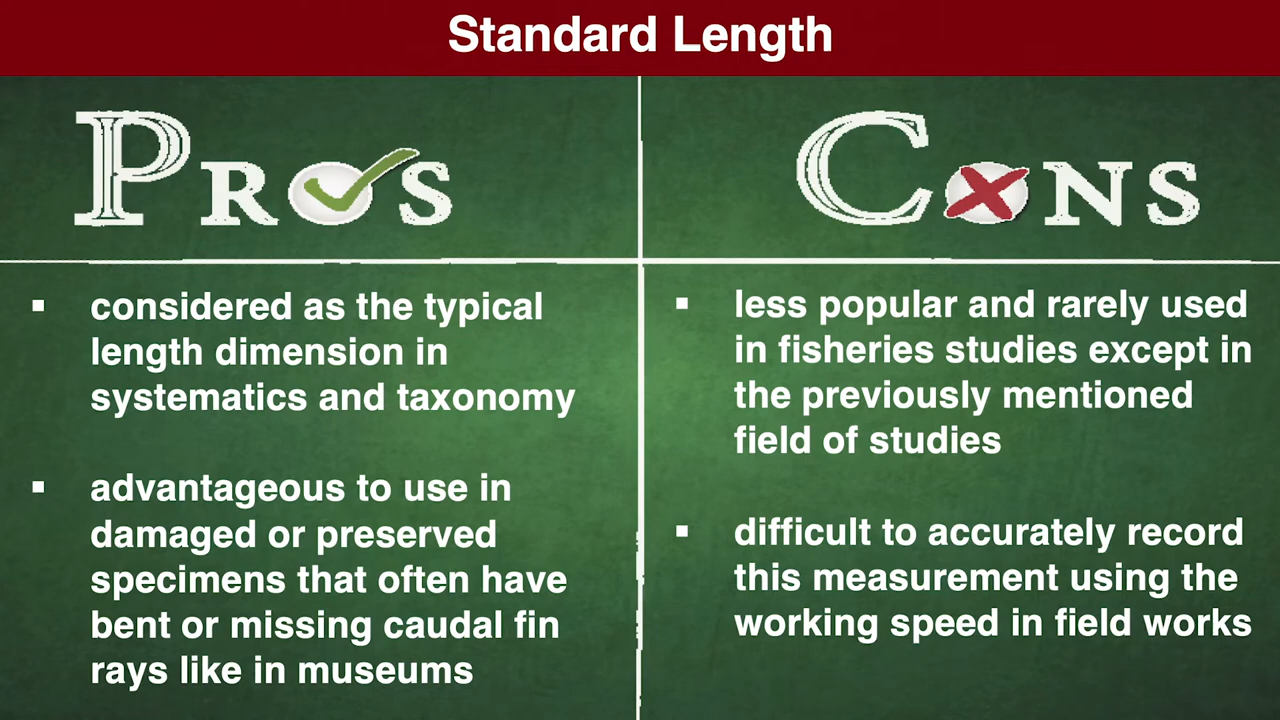 Standard Length
Pros
Cons
▪ considered as the typical
length dimension in
systematics and taxonomy
▪ advantageous to use in
damaged or preserved
specimens that often have
bent or missing caudal fin
rays like in museums
▪ less popular and rarely used
in fisheries studies except in
the previously mentioned
field of studies
▪ difficult to accurately record
this measurement using the
working speed in field works